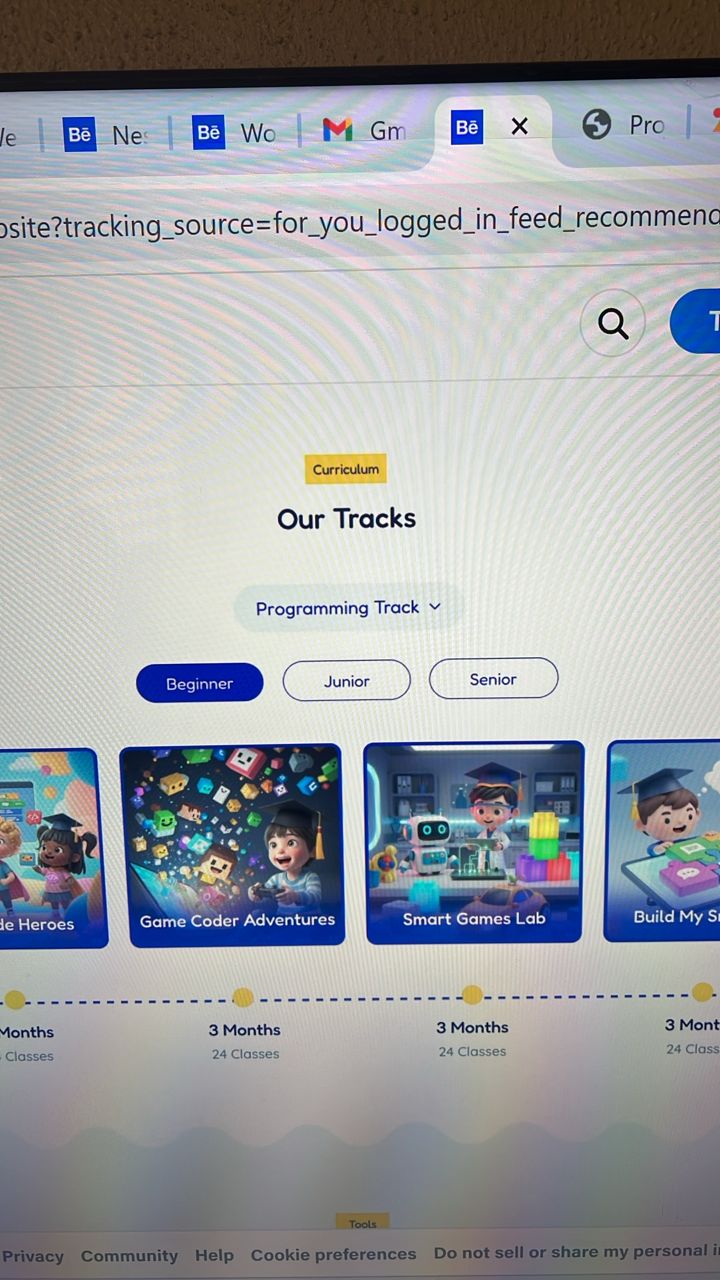 Bē Bē Wo Gm Bē Pro
osite?tracking_source=for_you_logged_in_feed_recommend
Curriculum
Our Tracks
Programming Track
Beginner Junior Senior
de Heroes Game Coder Adventures Smart Games Lab Build My
Months 3 Months 3 Months 3 Mont
Classes 24 Classes 24 Classes 24 Class
Tools
Privacy Community Help Cookie preferences Do not sell or share my personal